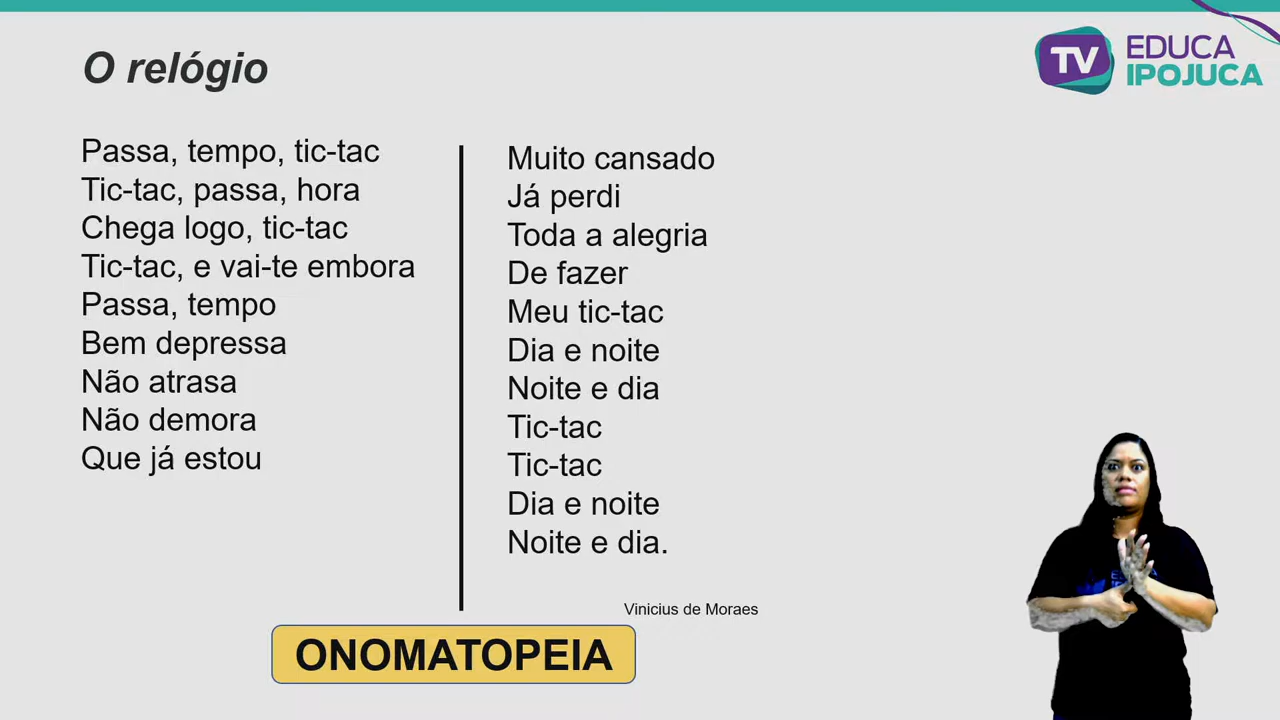 O relógio
TV EDUCA
IPOJUCA
Passa, tempo, tic-tac
Tic-tac, passa, hora
Chega logo, tic-tac
Tic-tac, e vai-te embora
Passa, tempo
Bem depressa
Não atrasa
Não demora
Que já estou
Muito cansado
Já perdi
Toda a alegria
De fazer
Meu tic-tac
Dia e noite
Noite e dia
Tic-tac
Tic-tac
Dia e noite
Noite e dia.
Vinicius de Moraes
ONOMATOPEIA